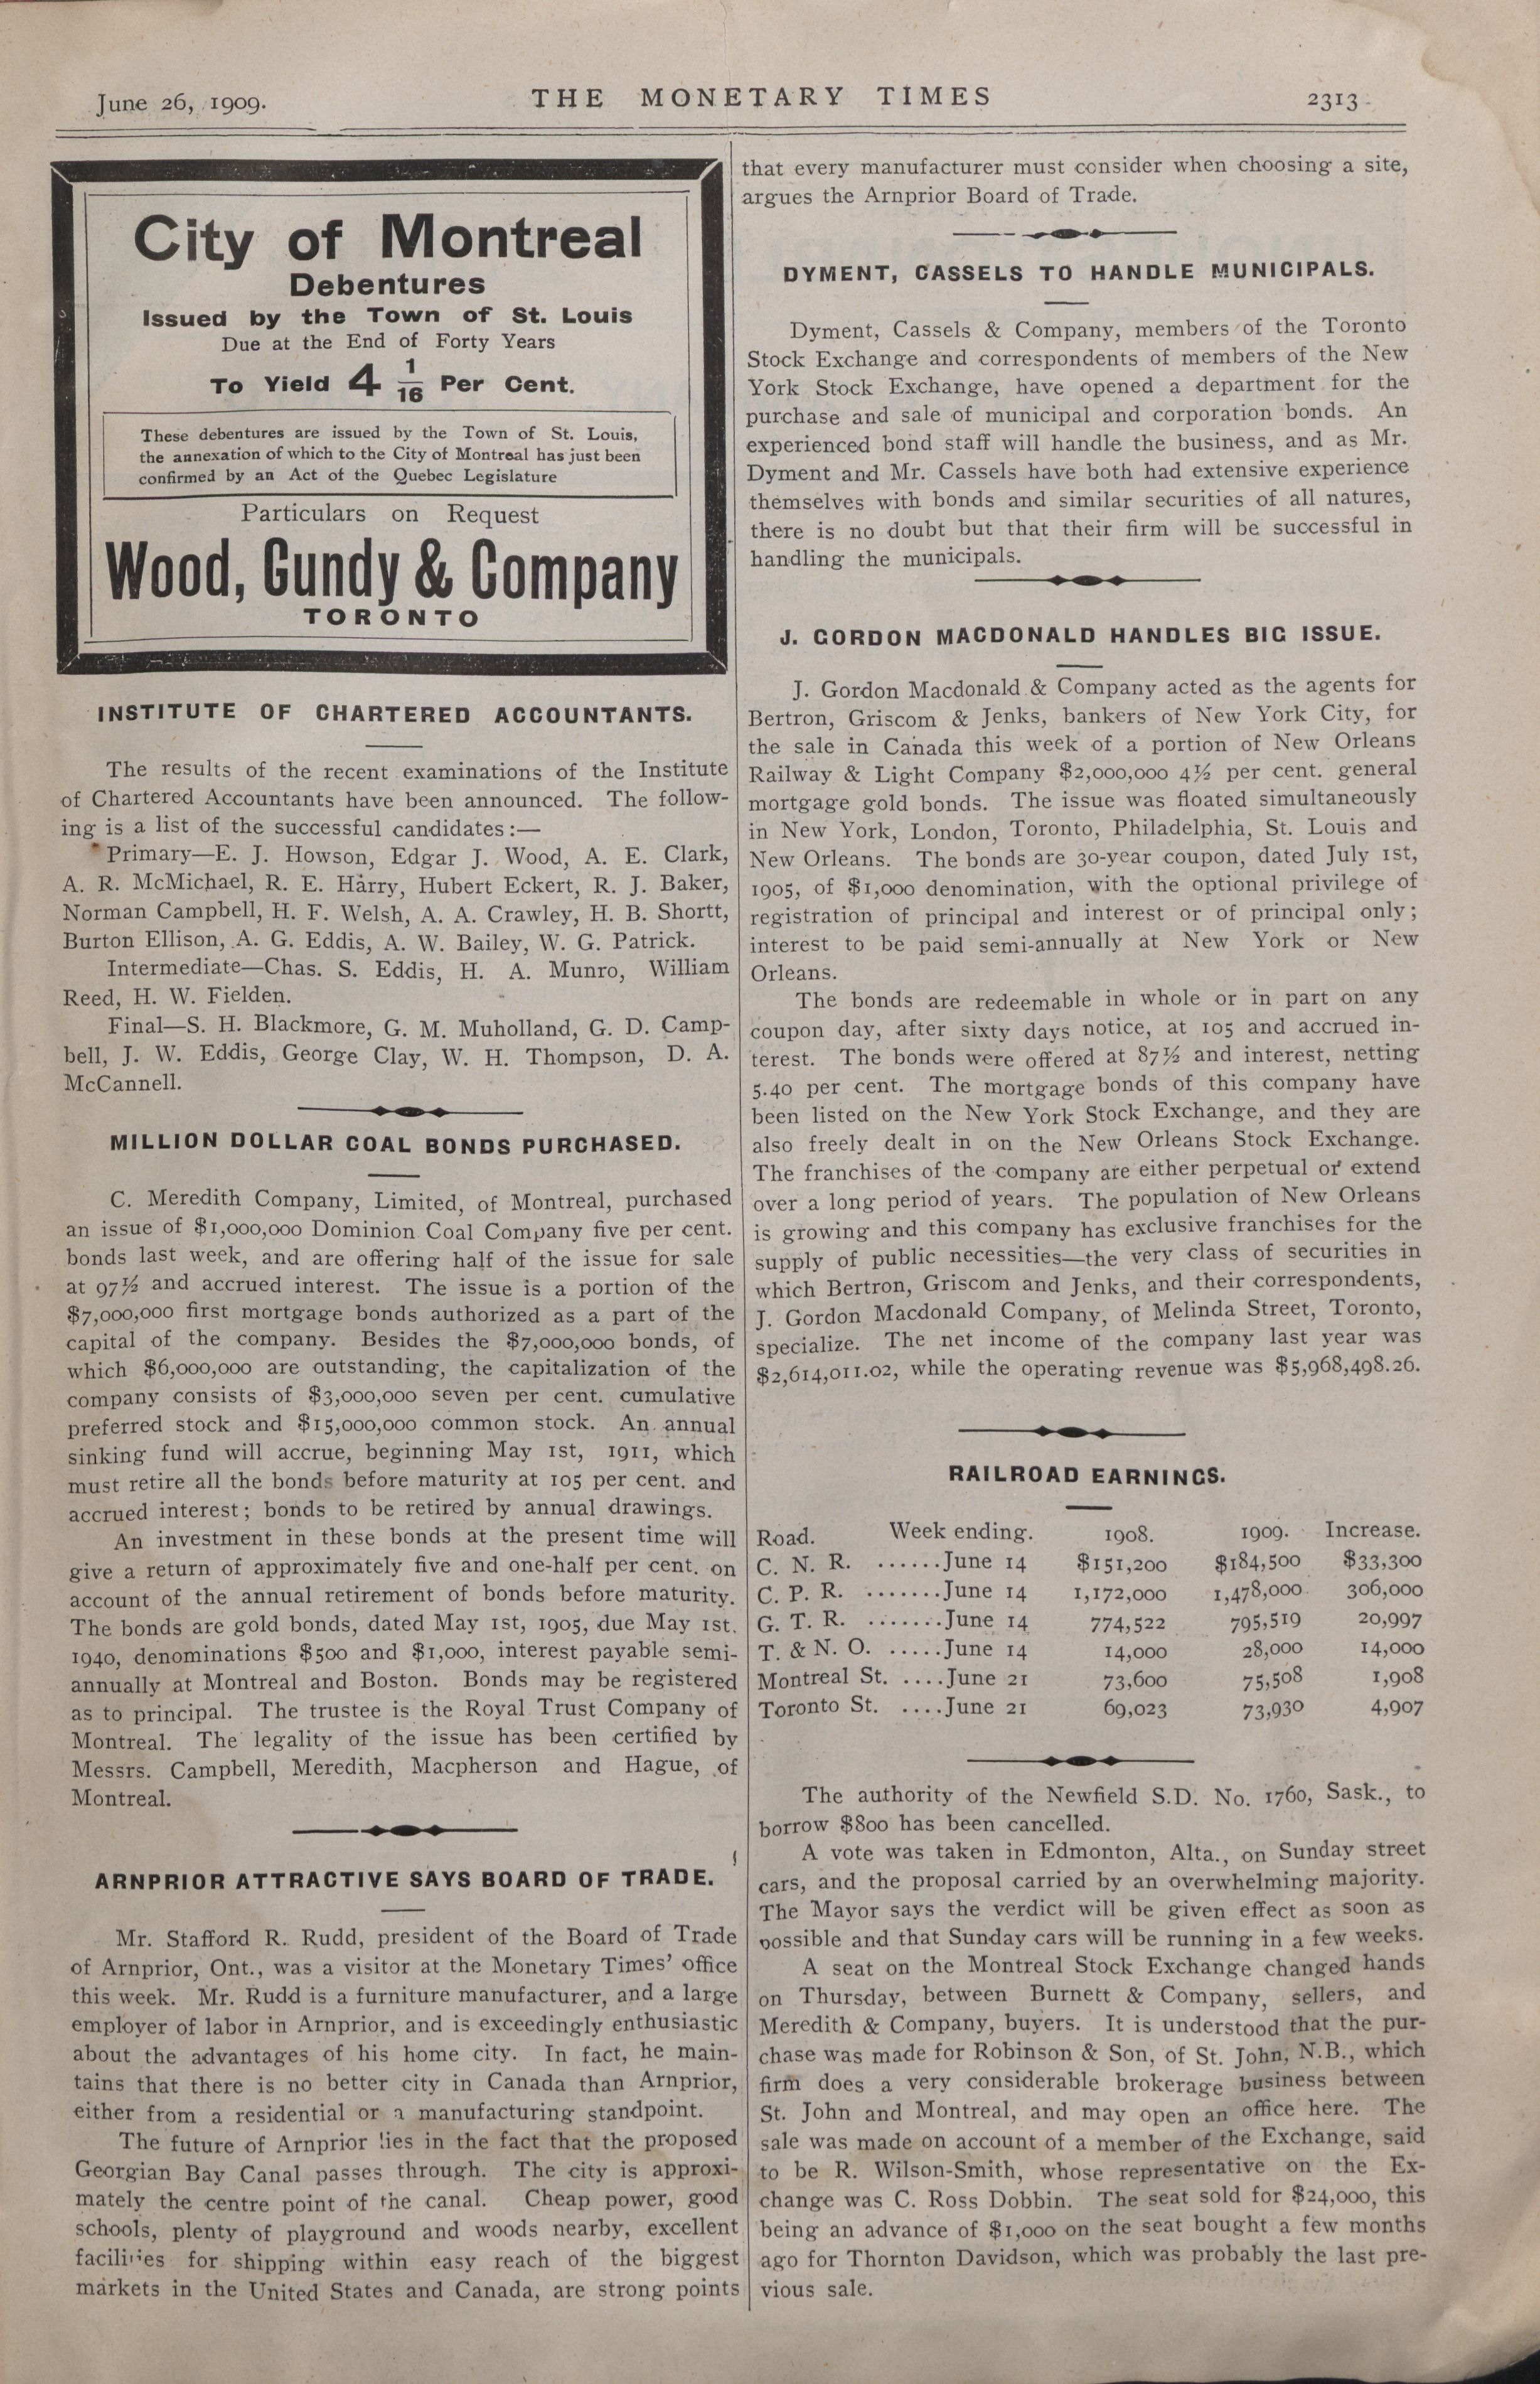 June 26, 1909.
THE MONETARY TIMES
2313
City of Montreal
Debentures
Issued by the Town of St. Louis
Due at the End of Forty Years
To Yield 4 1/16 Per Cent.
These debentures are issued by the Town of St. Louis,
the annexation of which to the City of Montreal has just been
confirmed by an Act of the Quebec Legislature
Particulars on Request
Wood, Gundy & Company
TORONTO
INSTITUTE OF CHARTERED ACCOUNTANTS.
The results of the recent examinations of the Institute
of Chartered Accountants have been announced. The follow-
ing is a list of the successful candidates:—
Primary—E. J. Howson, Edgar J. Wood, A. E. Clark,
A. R. McMichael, R. E. Harry, Hubert Eckert, R. J. Baker,
Norman Campbell, H. F. Welsh, A. A. Crawley, H. B. Shortt,
Burton Ellison, A. G. Eddis, A. W. Bailey, W. G. Patrick.
Intermediate—Chas. S. Eddis, H. A. Munro, William
Reed, H. W. Fielden.
Final—S. H. Blackmore, G. M. Muholland, G. D. Camp-
bell, J. W. Eddis, George Clay, W. H. Thompson, D. A.
McCannell.
MILLION DOLLAR COAL BONDS PURCHASED.
C. Meredith Company, Limited, of Montreal, purchased
an issue of $1,000,000 Dominion Coal Company five per cent.
bonds last week, and are offering half of the issue for sale
at 97½ and accrued interest. The issue is a portion of the
$7,000,000 first mortgage bonds authorized as a part of the
capital of the company. Besides the $7,000,000 bonds, of
which $6,000,000 are outstanding, the capitalization of the
company consists of $3,000,000 seven per cent. cumulative
preferred stock and $15,000,000 common stock. An annual
sinking fund will accrue, beginning May 1st, 1911, which
must retire all the bonds before maturity at 105 per cent. and
accrued interest; bonds to be retired by annual drawings.
An investment in these bonds at the present time will
give a return of approximately five and one-half per cent. on
account of the annual retirement of bonds before maturity.
The bonds are gold bonds, dated May 1st, 1905, due May 1st.
1940, denominations $500 and $1,000, interest payable semi-
annually at Montreal and Boston. Bonds may be registered
as to principal. The trustee is the Royal Trust Company of
Montreal. The legality of the issue has been certified by
Messrs. Campbell, Meredith, Macpherson and Hague, of
Montreal.
ARNPRIOR ATTRACTIVE SAYS BOARD OF TRADE.
Mr. Stafford R. Rudd, president of the Board of Trade
of Arnprior, Ont., was a visitor at the Monetary Times' office
this week. Mr. Rudd is a furniture manufacturer, and a large
employer of labor in Arnprior, and is exceedingly enthusiastic
about the advantages of his home city. In fact, he main-
tains that there is no better city in Canada than Arnprior,
either from a residential or a manufacturing standpoint.
The future of Arnprior lies in the fact that the proposed
Georgian Bay Canal passes through. The city is approxi-
mately the centre point of the canal. Cheap power, good
schools, plenty of playground and woods nearby, excellent
facilities for shipping within easy reach of the biggest
markets in the United States and Canada, are strong points
that every manufacturer must consider when choosing a site,
argues the Arnprior Board of Trade.
DYMENT, CASSELS TO HANDLE MUNICIPALS.
Dyment, Cassels & Company, members of the Toronto
Stock Exchange and correspondents of members of the New
York Stock Exchange, have opened a department for the
purchase and sale of municipal and corporation bonds. An
experienced bond staff will handle the business, and as Mr.
Dyment and Mr. Cassels have both had extensive experience
themselves with bonds and similar securities of all natures,
there is no doubt but that their firm will be successful in
handling the municipals.
J. GORDON MACDONALD HANDLES BIG ISSUE.
J. Gordon Macdonald & Company acted as the agents for
Bertron, Griscom & Jenks, bankers of New York City, for
the sale in Canada this week of a portion of New Orleans
Railway & Light Company $2,000,000 4½ per cent. general
mortgage gold bonds. The issue was floated simultaneously
in New York, London, Toronto, Philadelphia, St. Louis and
New Orleans. The bonds are 30-year coupon, dated July 1st,
1905, of $1,000 denomination, with the optional privilege of
registration of principal and interest or of principal only;
interest to be paid semi-annually at New York or New
Orleans.
The bonds are redeemable in whole or in part on any
coupon day, after sixty days notice, at 105 and accrued in-
terest. The bonds were offered at 87½ and interest, netting
5.40 per cent. The mortgage bonds of this company have
been listed on the New York Stock Exchange, and they are
also freely dealt in on the New Orleans Stock Exchange.
The franchises of the company are either perpetual or extend
over a long period of years. The population of New Orleans
is growing and this company has exclusive franchises for the
supply of public necessities—the very class of securities in
which Bertron, Griscom and Jenks, and their correspondents,
J. Gordon Macdonald Company, of Melinda Street, Toronto,
specialize. The net income of the company last year was
$2,614,011.02, while the operating revenue was $5,968,498.26.
RAILROAD EARNINGS.
Road. Week ending. 1908. 1909. Increase.
C. N. R. ......June 14 $151,200 $184,500 $33,300
C. P. R. .......June 14 1,172,000 1,478,000 306,000
G. T. R. .......June 14 774,522 795,519 20,997
T. & N. O. .....June 14 14,000 28,000 14,000
Montreal St. ....June 21 73,600 75,508 1,908
Toronto St. ....June 21 69,023 73,930 4,907
The authority of the Newfield S.D. No. 1760, Sask., to
borrow $800 has been cancelled.
A vote was taken in Edmonton, Alta., on Sunday street
cars, and the proposal carried by an overwhelming majority.
The Mayor says the verdict will be given effect as soon as
possible and that Sunday cars will be running in a few weeks.
A seat on the Montreal Stock Exchange changed hands
on Thursday, between Burnett & Company, sellers, and
Meredith & Company, buyers. It is understood that the pur-
chase was made for Robinson & Son, of St. John, N.B., which
firm does a very considerable brokerage business between
St. John and Montreal, and may open an office here. The
sale was made on account of a member of the Exchange, said
to be R. Wilson-Smith, whose representative on the Ex-
change was C. Ross Dobbin. The seat sold for $24,000, this
being an advance of $1,000 on the seat bought a few months
ago for Thornton Davidson, which was probably the last pre-
vious sale.